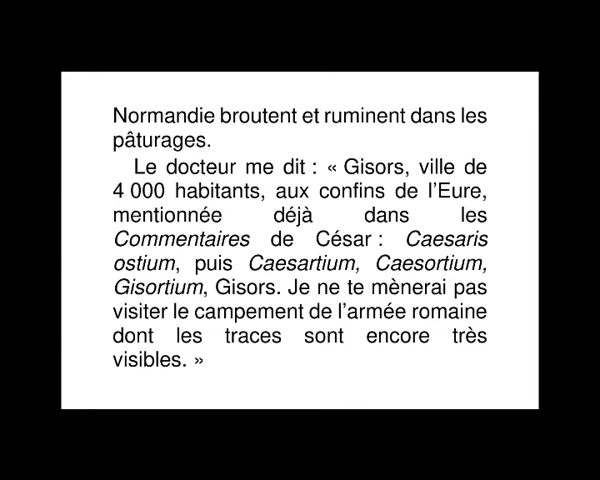 Normandie broutent et ruminent dans les
pâturages.
Le docteur me dit : « Gisors, ville de
4 000 habitants, aux confins de l'Eure,
mentionnée déjà dans les
Commentaires de César : Caesaris
ostium, puis Caesartium, Caesortium,
Gisortium, Gisors. Je ne te mènerai pas
visiter le campement de l'armée romaine
dont les traces sont encore très
visibles. »